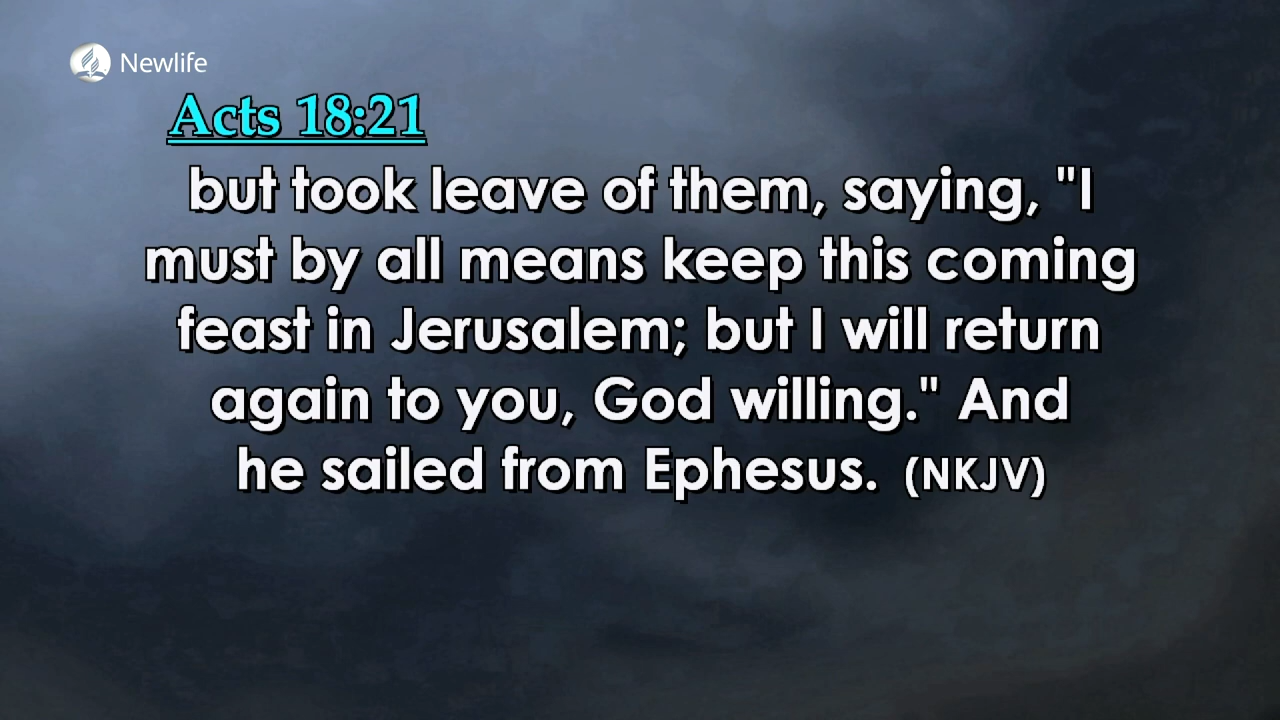 Newlife
Acts 18:21
but took leave of them, saying, "I
must by all means keep this coming
feast in Jerusalem; but I will return
again to you, God willing." And
he sailed from Ephesus. (NKJV)